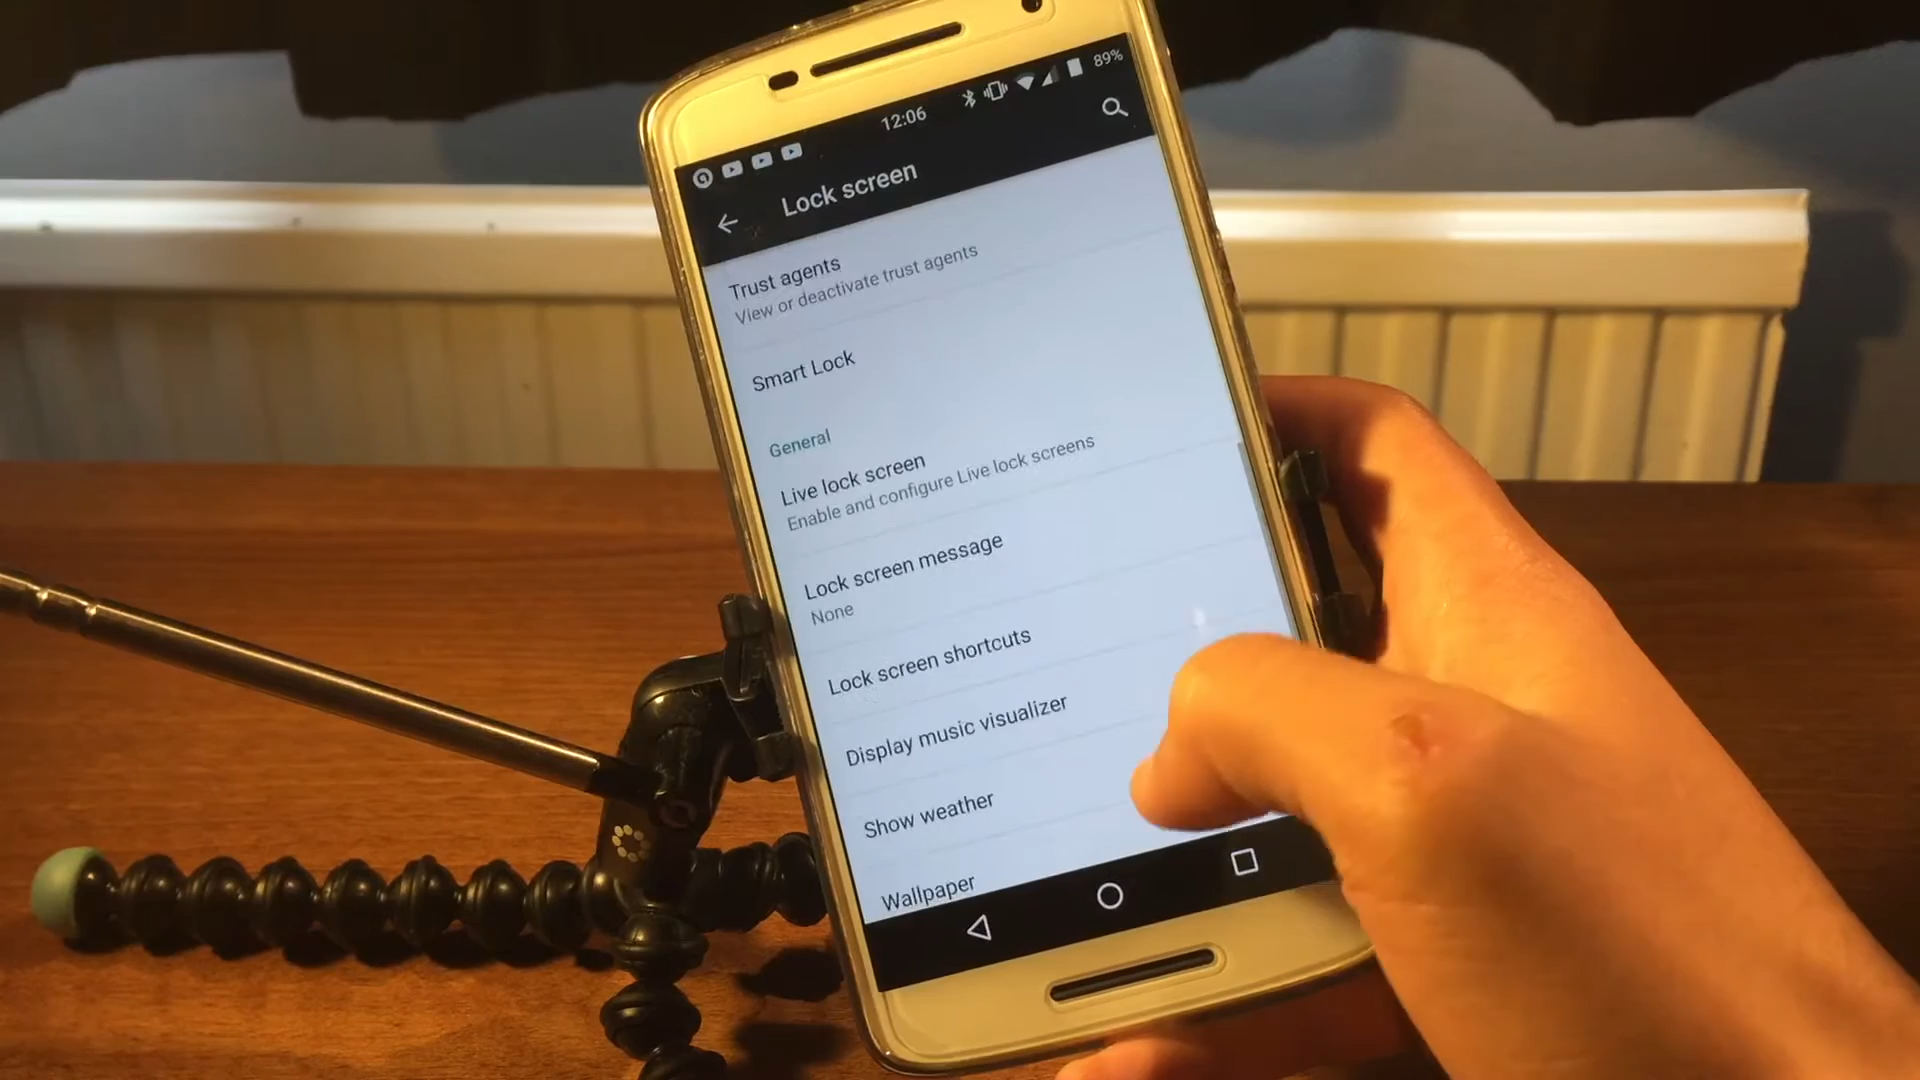 12:06
89%
Lock screen
Trust agents
View or deactivate trust agents
Smart Lock
General
Live lock screen
Enable and configure Live lock screens
Lock screen message
None
Lock screen shortcuts
Display music visualizer
Show weather
Wallpaper